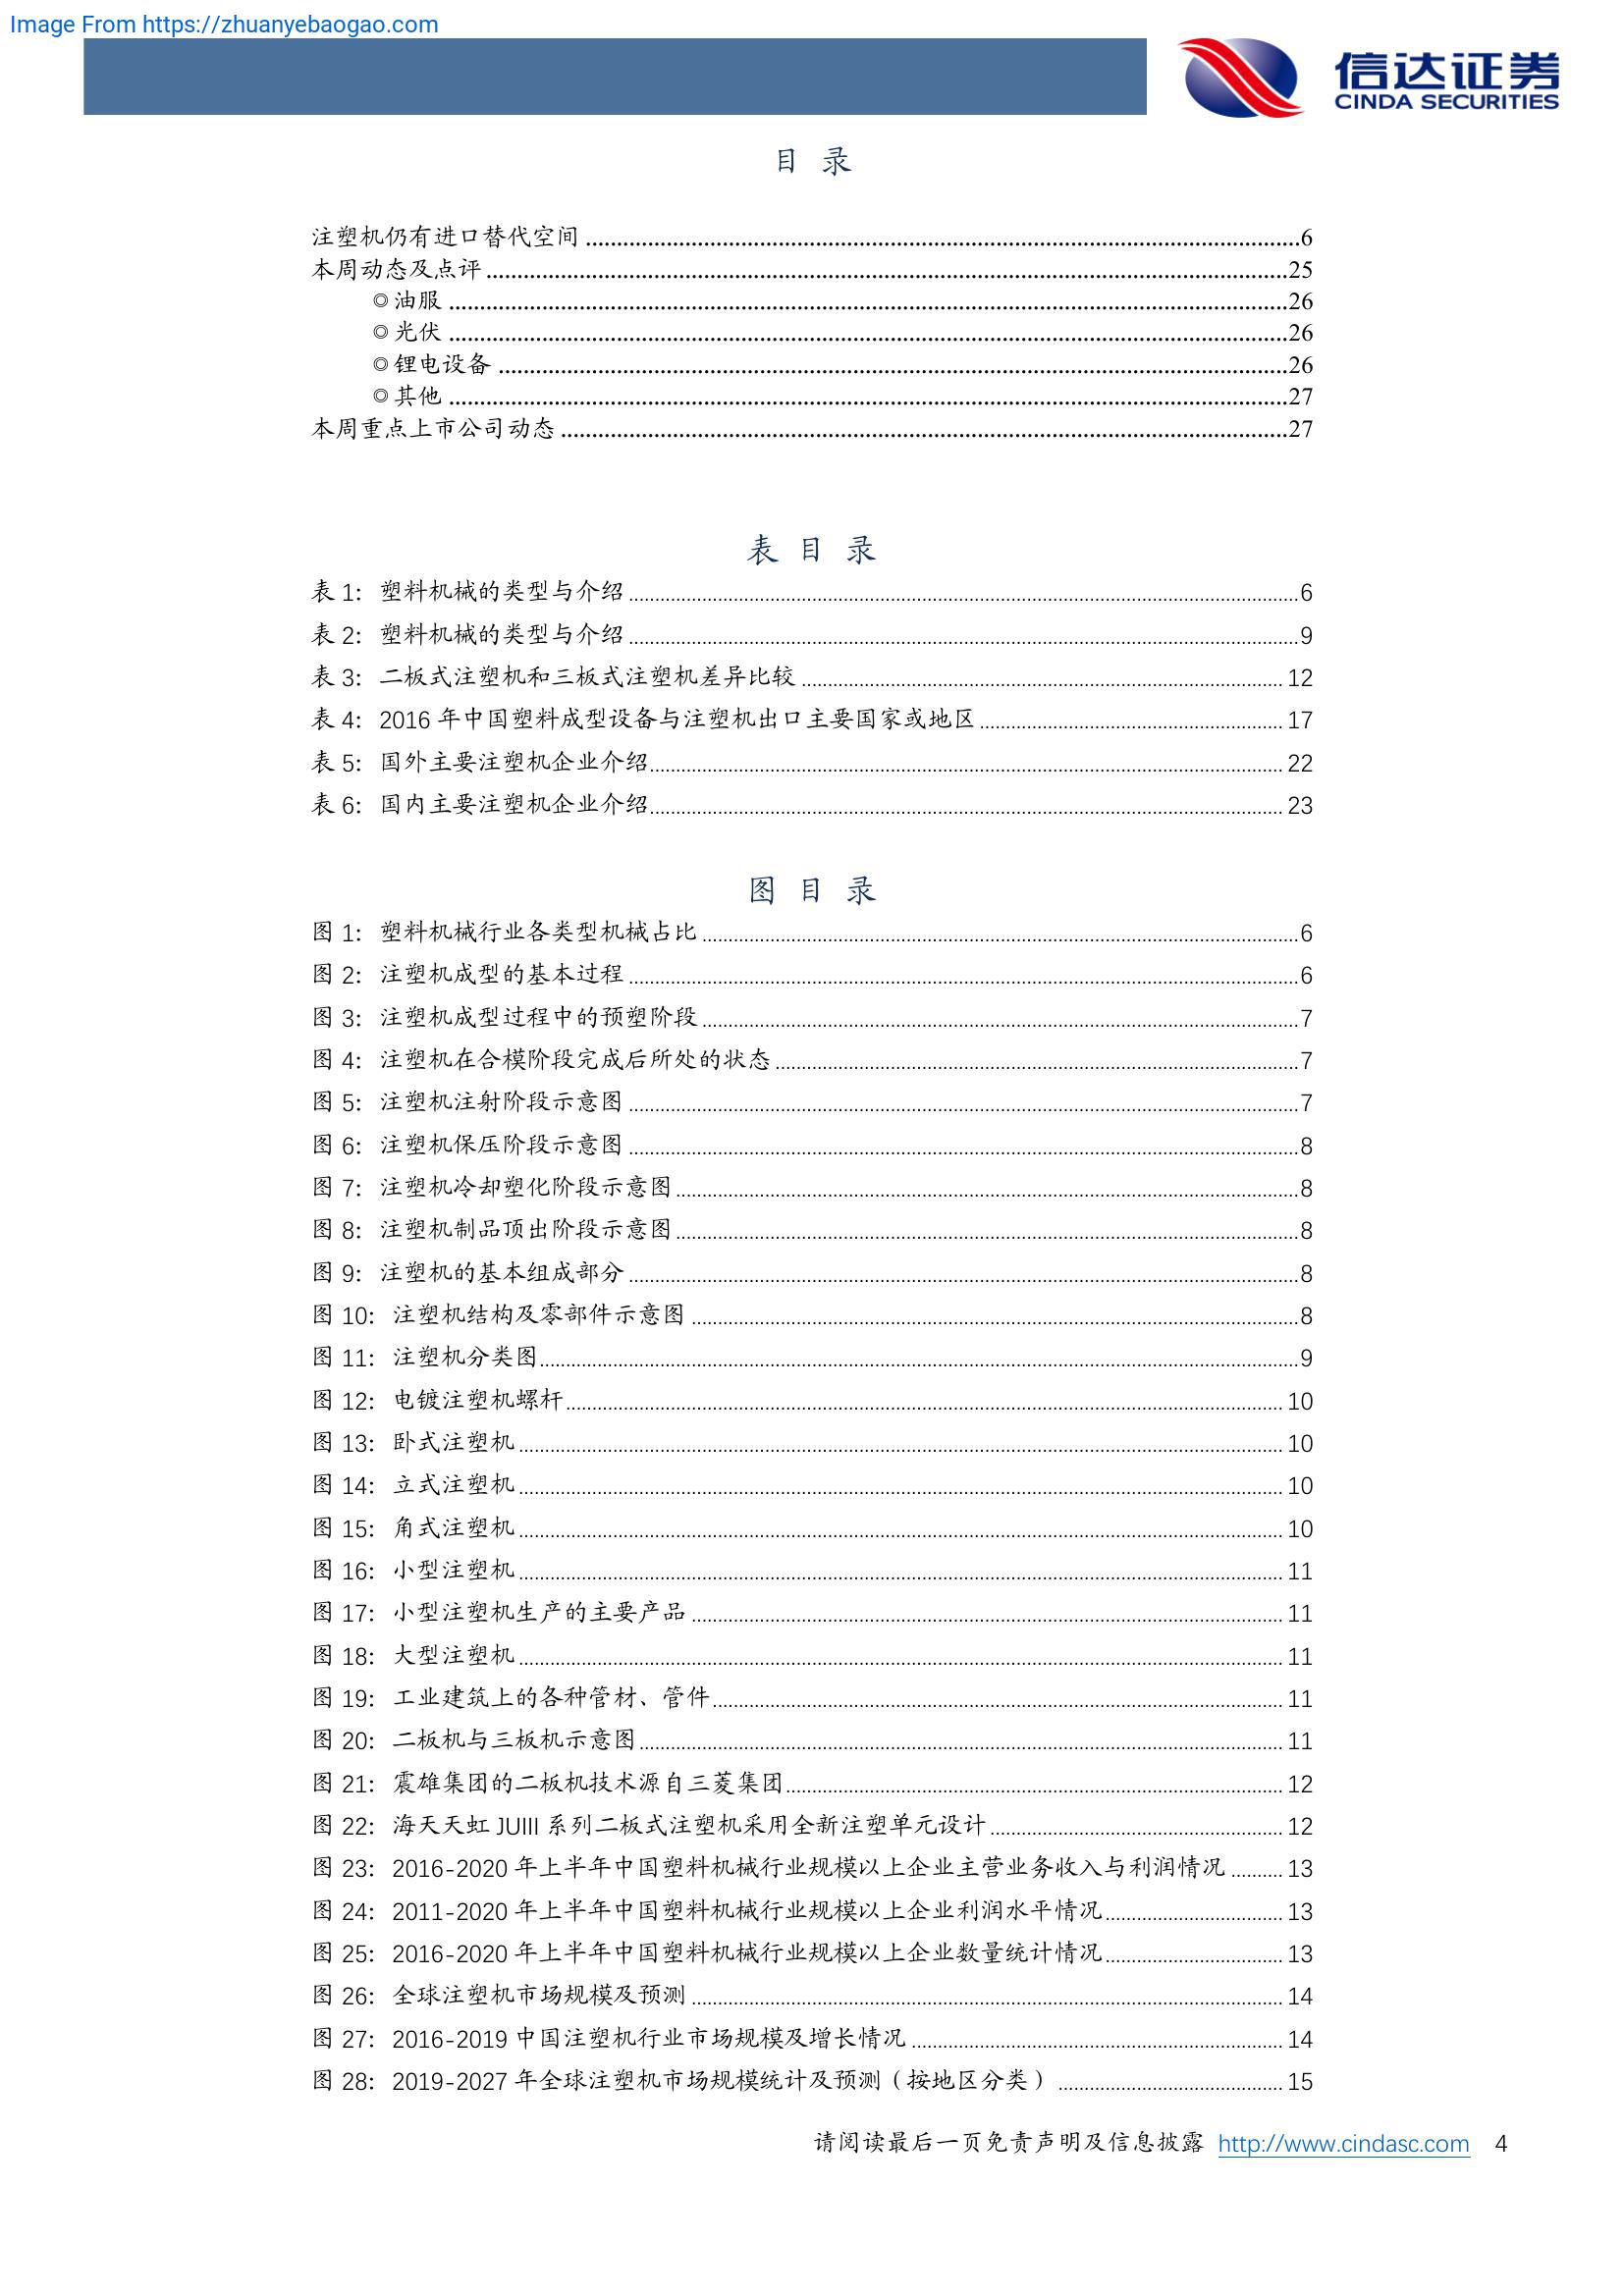 Image From https://zhuanyebaogao.com
信达证券
CINDA SECURITIES
目 录
注塑机仍有进口替代空间 ........ 6
本周动态及点评 ........ 25
◎油服 ........ 26
◎光伏 ........ 26
◎锂电设备 ........ 26
◎其他 ........ 27
本周重点上市公司动态 ........ 27
表 目 录
表 1: 塑料机械的类型与介绍 ........ 6
表 2: 塑料机械的类型与介绍 ........ 9
表 3: 二板式注塑机和三板式注塑机差异比较 ........ 12
表 4: 2016 年中国塑料成型设备与注塑机出口主要国家或地区 ........ 17
表 5: 国外主要注塑机企业介绍 ........ 22
表 6: 国内主要注塑机企业介绍 ........ 23
图 目 录
图 1: 塑料机械行业各类型机械占比 ........ 6
图 2: 注塑机成型的基本过程 ........ 6
图 3: 注塑机成型过程中的预塑阶段 ........ 7
图 4: 注塑机在合模阶段完成后所处的状态 ........ 7
图 5: 注塑机注射阶段示意图 ........ 7
图 6: 注塑机保压阶段示意图 ........ 8
图 7: 注塑机冷却塑化阶段示意图 ........ 8
图 8: 注塑机制品顶出阶段示意图 ........ 8
图 9: 注塑机的基本组成部分 ........ 8
图 10: 注塑机结构及零部件示意图 ........ 8
图 11: 注塑机分类图 ........ 9
图 12: 电镀注塑机螺杆 ........ 10
图 13: 卧式注塑机 ........ 10
图 14: 立式注塑机 ........ 10
图 15: 角式注塑机 ........ 10
图 16: 小型注塑机 ........ 11
图 17: 小型注塑机生产的主要产品 ........ 11
图 18: 大型注塑机 ........ 11
图 19: 工业建筑上的各种管材、管件 ........ 11
图 20: 二板机与三板机示意图 ........ 11
图 21: 震雄集团的二板机技术源自三菱集团 ........ 12
图 22: 海天天虹 JUIII 系列二板式注塑机采用全新注塑单元设计 ........ 12
图 23: 2016-2020 年上半年中国塑料机械行业规模以上企业主营业务收入与利润情况 ........ 13
图 24: 2011-2020 年上半年中国塑料机械行业规模以上企业利润水平情况 ........ 13
图 25: 2016-2020 年上半年中国塑料机械行业规模以上企业数量统计情况 ........ 13
图 26: 全球注塑机市场规模及预测 ........ 14
图 27: 2016-2019 中国注塑机行业市场规模及增长情况 ........ 14
图 28: 2019-2027 年全球注塑机市场规模统计及预测（按地区分类） ........ 15
请阅读最后一页免责声明及信息披露 http://www.cindasc.com 4